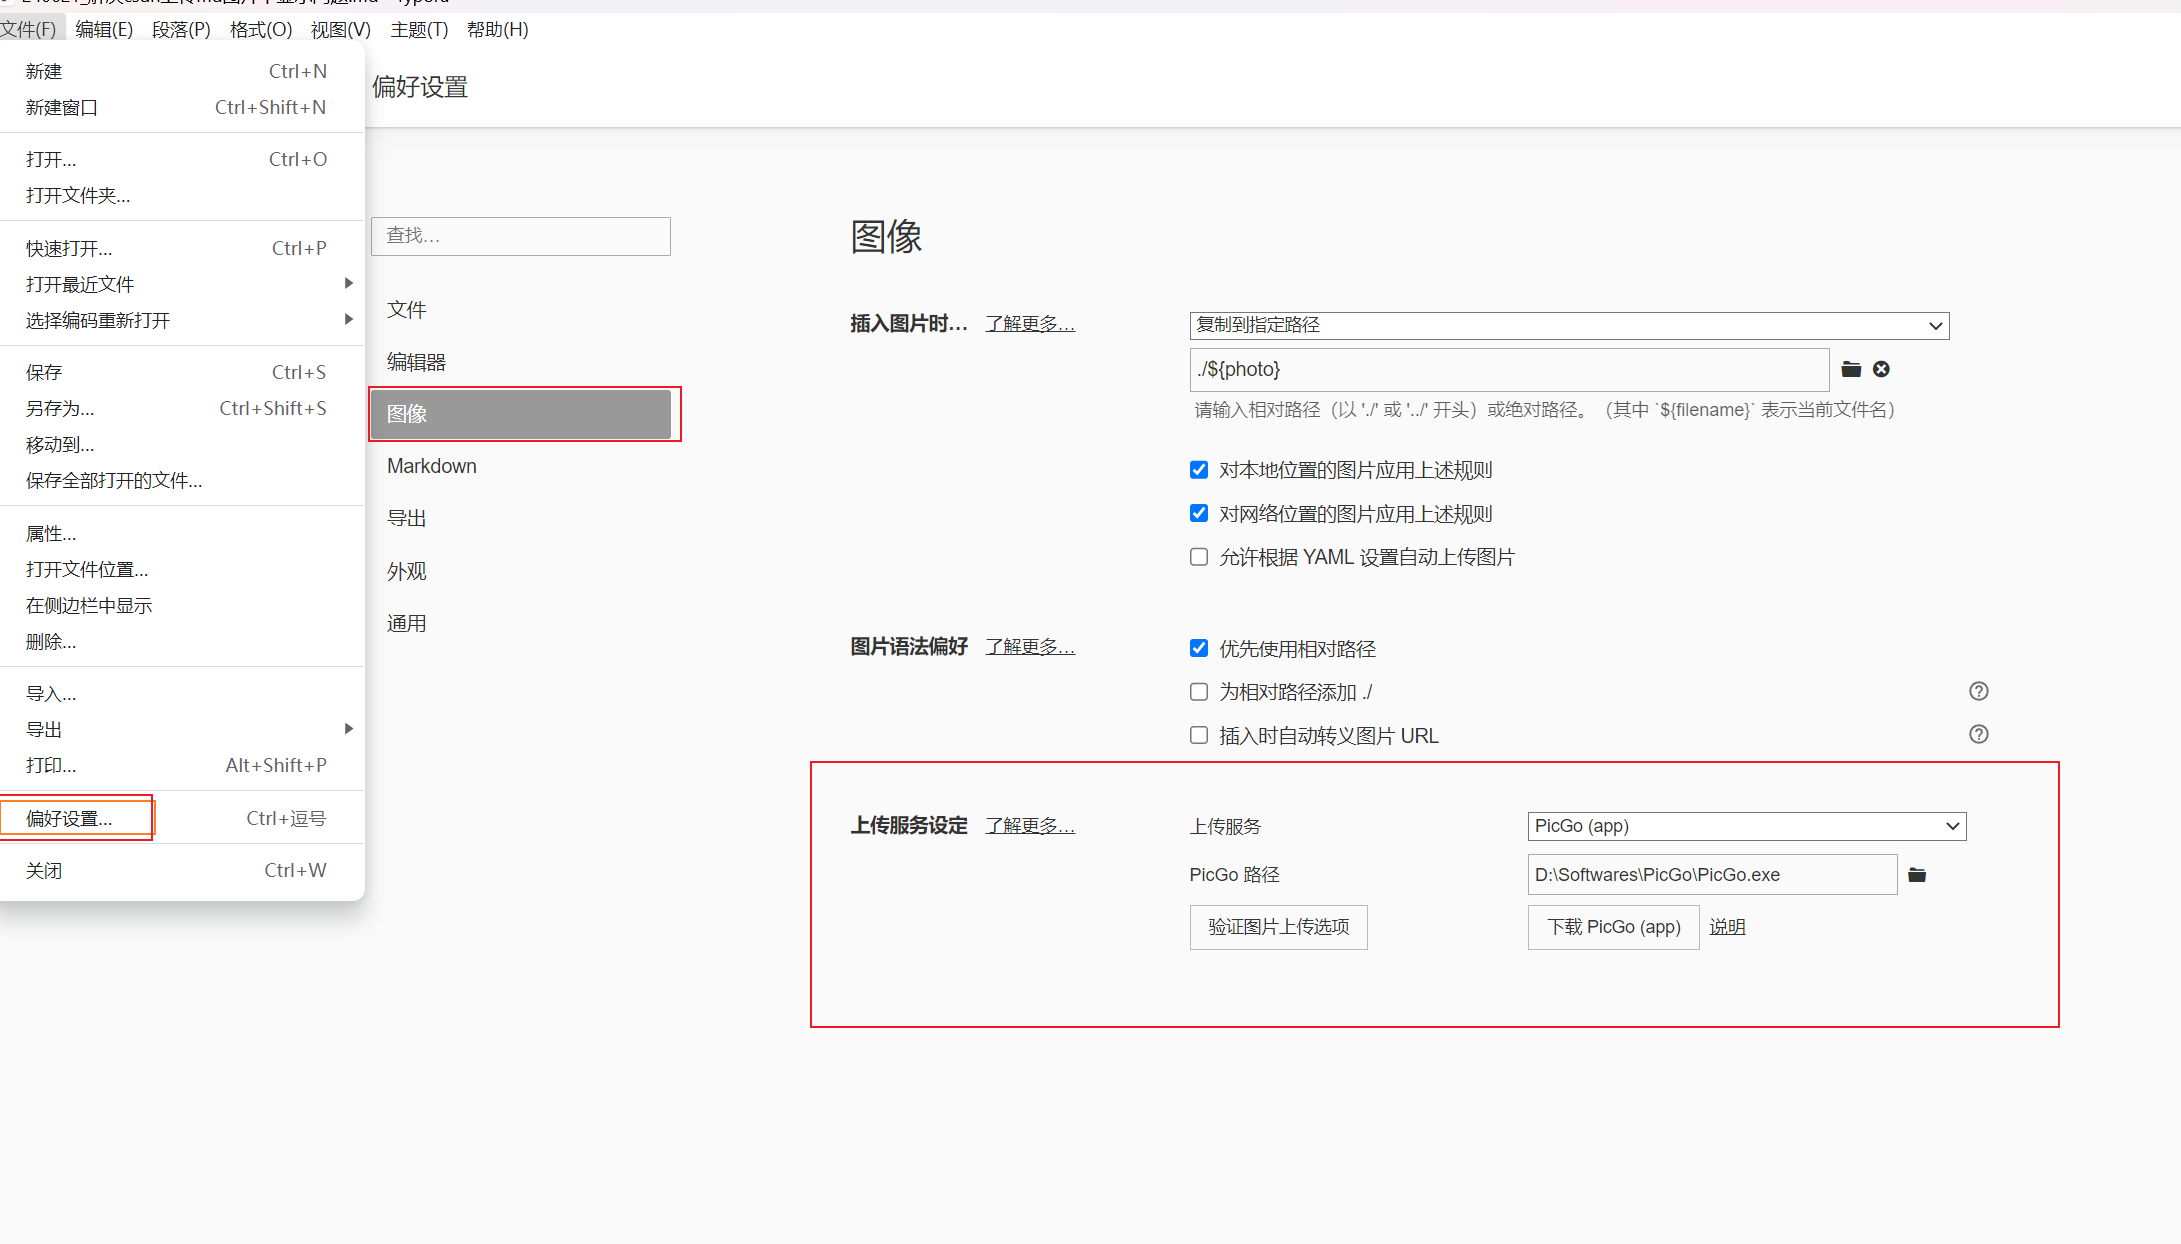 文件(F) 编辑(E) 段落(P) 格式(O) 视图(V) 主题(T) 帮助(H)
新建 Ctrl+N
新建窗口 Ctrl+Shift+N
打开... Ctrl+O
打开文件夹...
快速打开... Ctrl+P
打开最近文件
选择编码重新打开
保存 Ctrl+S
另存为... Ctrl+Shift+S
移动到...
保存全部打开的文件...
属性...
打开文件位置...
在侧边栏中显示
删除...
导入...
导出
打印... Alt+Shift+P
偏好设置... Ctrl+逗号
关闭 Ctrl+W
偏好设置
查找...
文件
编辑器
图像
Markdown
导出
外观
通用
图像
插入图片时... 了解更多... 复制到指定路径
./${photo}
请输入相对路径（以 './' 或 '../' 开头）或绝对路径。（其中 `${filename}` 表示当前文件名）
对本地位置的图片应用上述规则
对网络位置的图片应用上述规则
允许根据 YAML 设置自动上传图片
图片语法偏好 了解更多... 优先使用相对路径
为相对路径添加 ./
插入时自动转义图片 URL
上传服务设定 了解更多... 上传服务 PicGo (app)
PicGo 路径 D:\Softwares\PicGo\PicGo.exe
验证图片上传选项 下载 PicGo (app) 说明